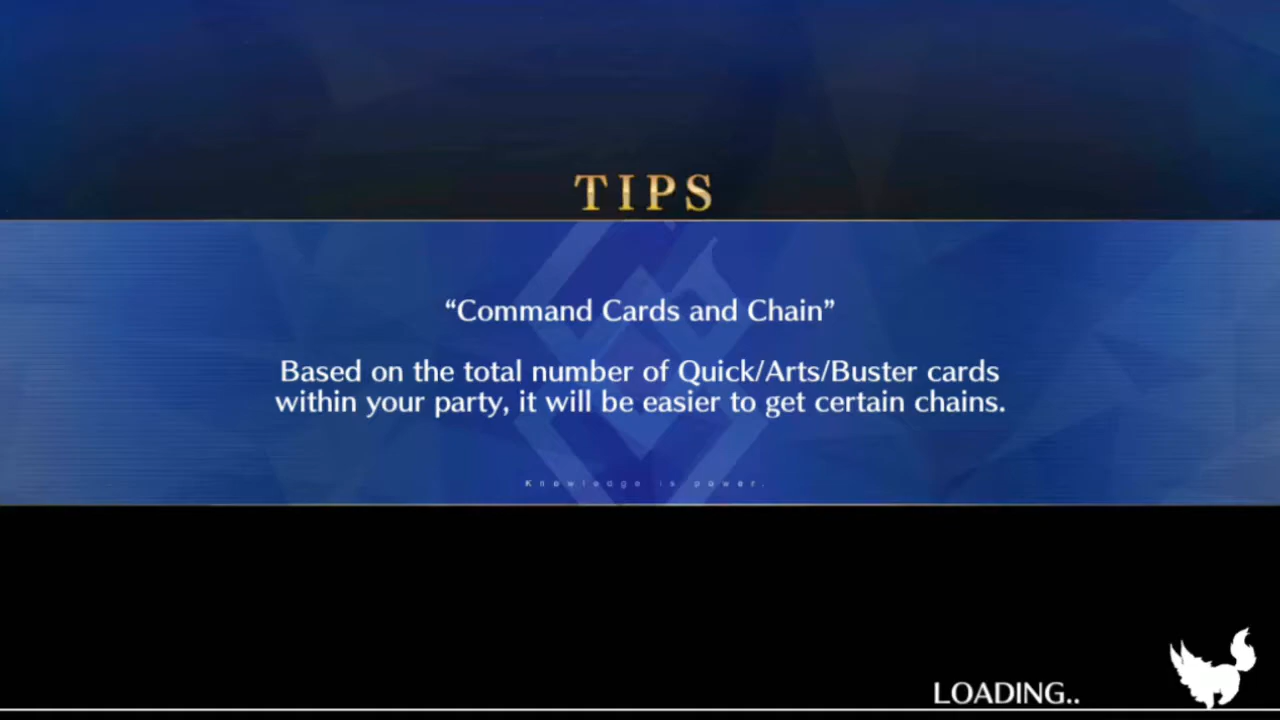 TIPS
“Command Cards and Chain”
Based on the total number of Quick/Arts/Buster cards
within your party, it will be easier to get certain chains.
Knowledge is power.
LOADING..